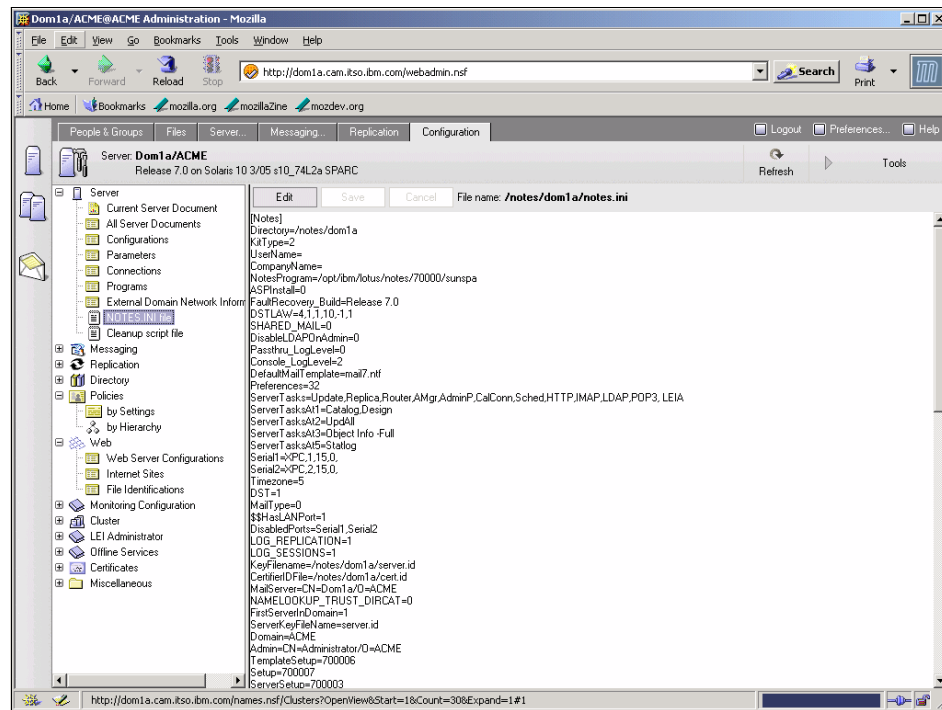 Dom1a/ACME@ACME Administration - Mozilla
File Edit View Go Bookmarks Tools Window Help
Back Forward Reload Stop http://dom1a.cam.itso.ibm.com/webadmin.nsf Search Print
Home Bookmarks mozilla.org mozillaZine mozdev.org
People & Groups Files Server... Messaging... Replication Configuration Logout Preferences... Help
Server: Dom1a/ACME
Release 7.0 on Solaris 10 3/05 s10_74L2a SPARC
Refresh Tools
Server
Current Server Document
All Server Documents
Configurations
Parameters
Connections
Programs
External Domain Network Inform
NOTES.INI file
Cleanup script file
Messaging
Replication
Directory
Policies
by Settings
by Hierarchy
Web
Web Server Configurations
Internet Sites
File Identifications
Monitoring Configuration
Cluster
LEI Administrator
Offline Services
Certificates
Miscellaneous
Edit Save Cancel File name: /notes/dom1a/notes.ini
[Notes]
Directory=/notes/dom1a
KitType=2
UserName=
CompanyName=
NotesProgram=/opt/ibm/lotus/notes/70000/sunspa
ASPInstall=0
FaultRecovery_Build=Release 7.0
DSTLAW=4,1,1,10,-1,1
SHARED_MAIL=0
DisableLDAPOnAdmin=0
Passthru_LogLevel=0
Console_LogLevel=2
DefaultMailTemplate=mail7.ntf
Preferences=32
ServerTasks=Update,Replica,Router,AMgr,AdminP,CalConn,Sched,HTTP,IMAP,LDAP,POP3, LEIA
ServerTasksAt1=Catalog,Design
ServerTasksAt2=UpdAll
ServerTasksAt3=Object Info -Full
ServerTasksAt5=Statlog
Serial1=XPC,1,15,0,
Serial2=XPC,2,15,0,
Timezone=5
DST=1
MailType=0
$$HasLANPort=1
DisabledPorts=Serial1,Serial2
LOG_REPLICATION=1
LOG_SESSIONS=1
KeyFilename=/notes/dom1a/server.id
CertifierIDFile=/notes/dom1a/cert.id
MailServer=CN=Dom1a/O=ACME
NAMELOOKUP_TRUST_DIRCAT=0
FirstServerInDomain=1
ServerKeyFileName=server.id
Domain=ACME
Admin=CN=Administrator/O=ACME
TemplateSetup=700006
Setup=700007
ServerSetup=700003
http://dom1a.cam.itso.ibm.com/names.nsf/Clusters?OpenView&Start=1&Count=30&Expand=1#1